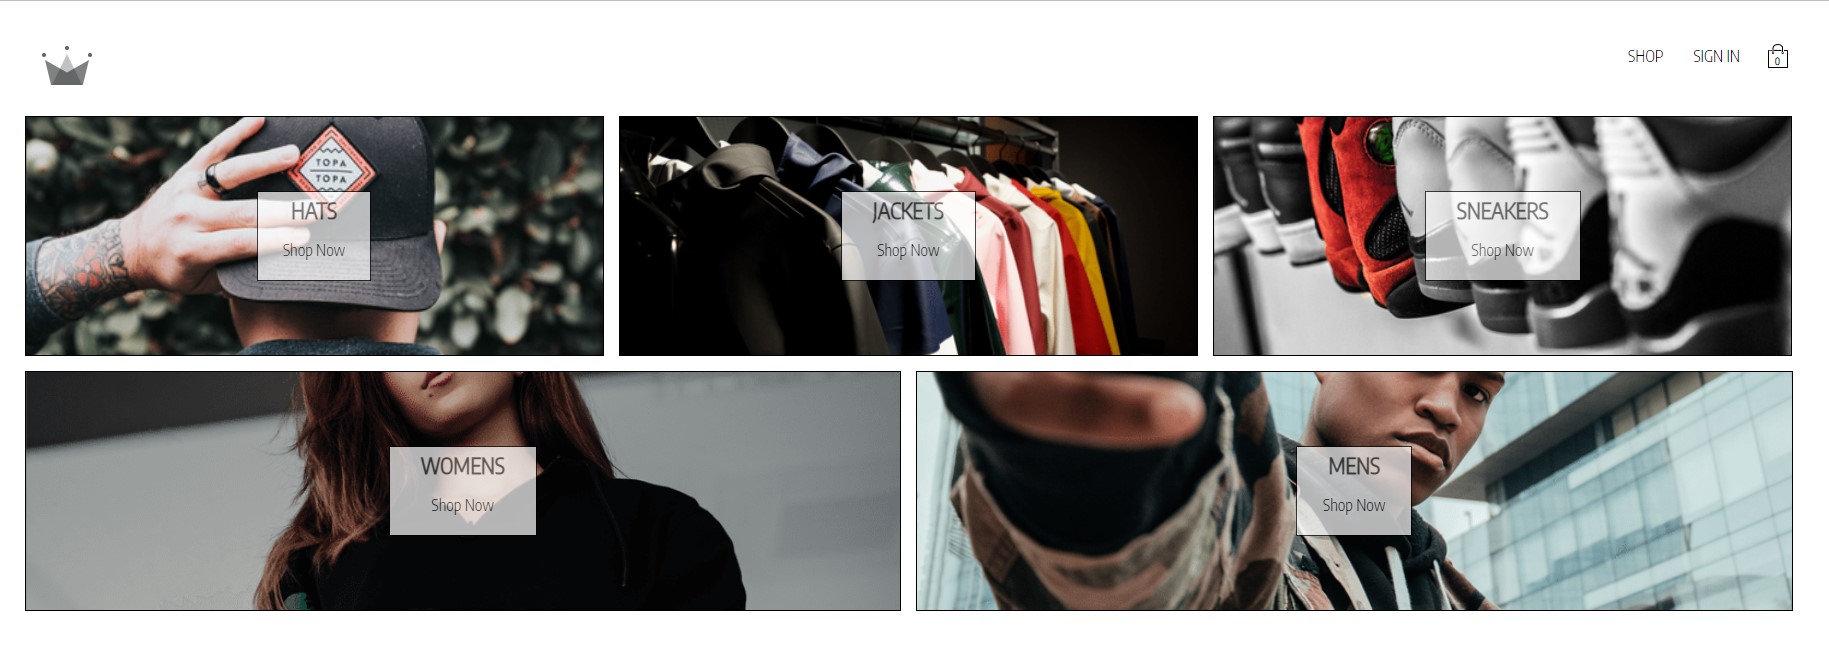 SHOP
SIGN IN
0
TOPA
TOPA
HATS
Shop Now
JACKETS
Shop Now
SNEAKERS
Shop Now
WOMENS
Shop Now
MENS
Shop Now